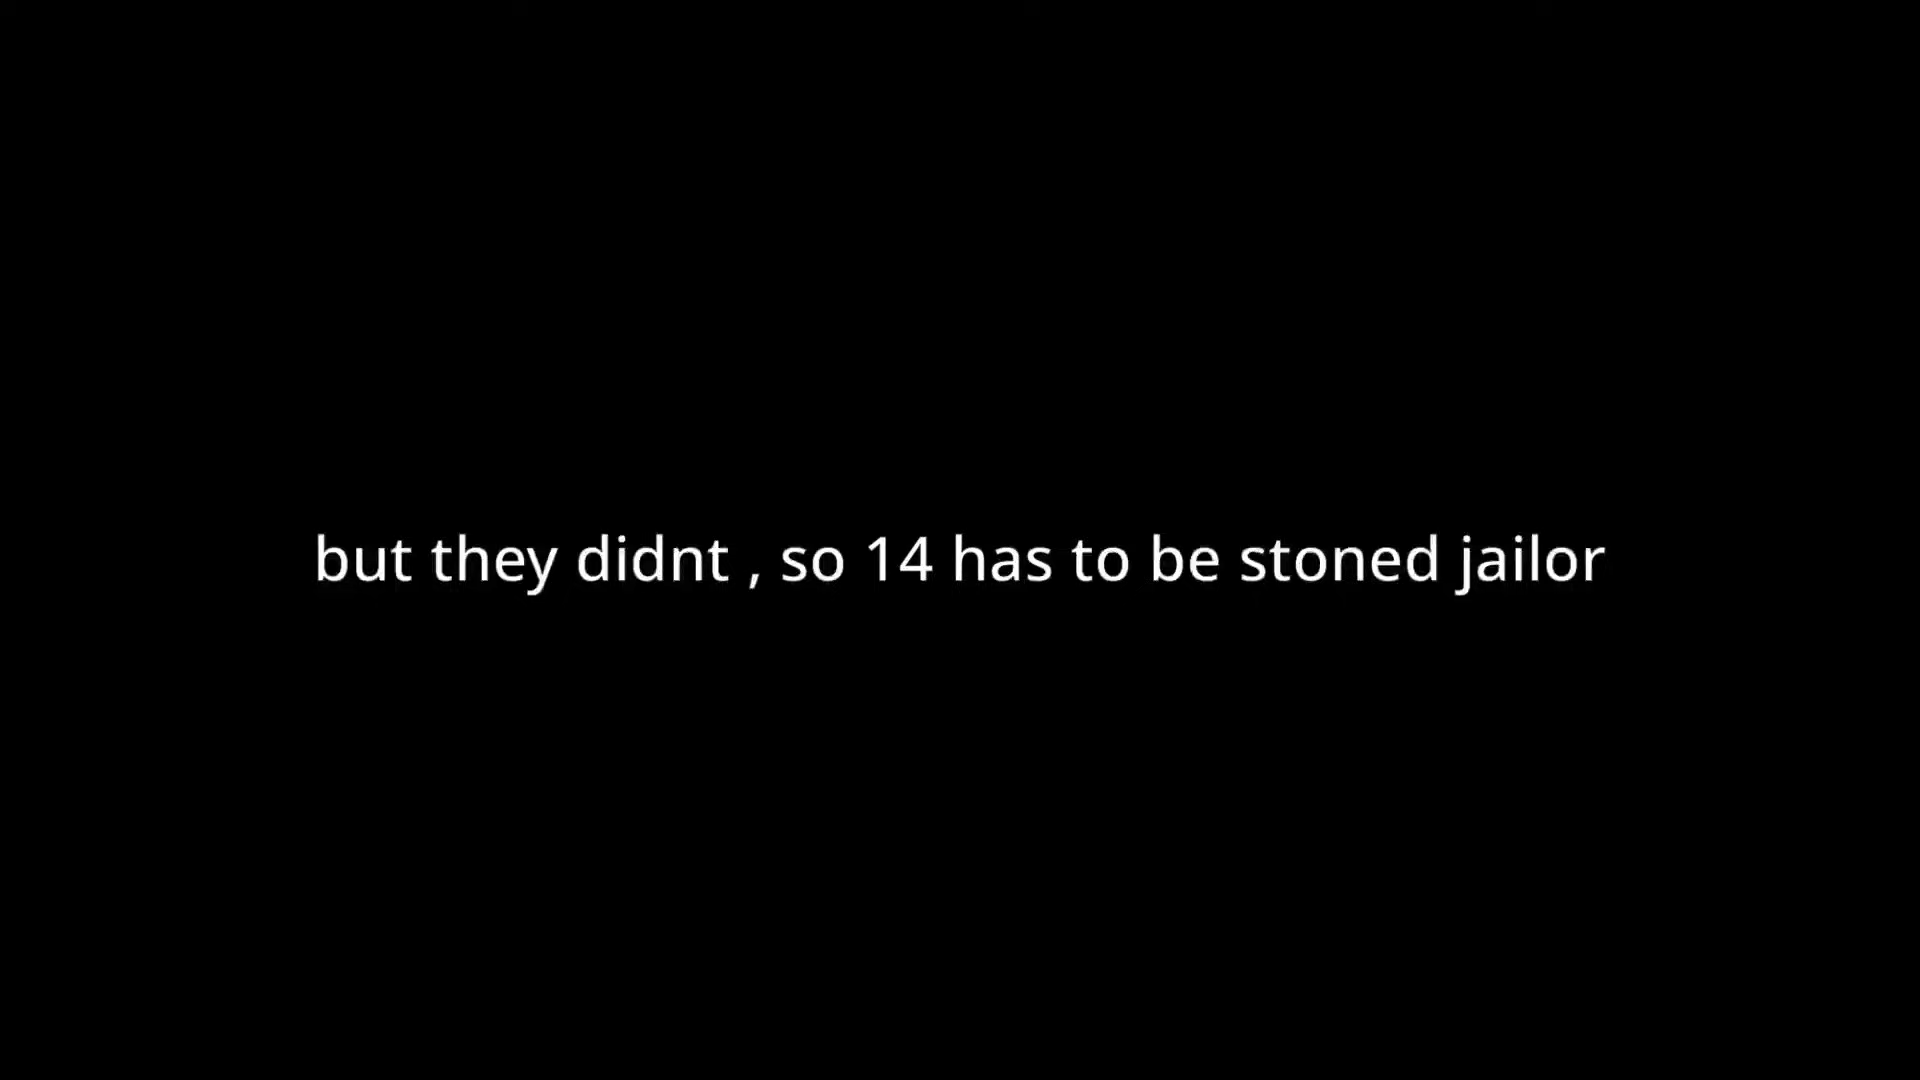 but they didnt , so 14 has to be stoned jailor